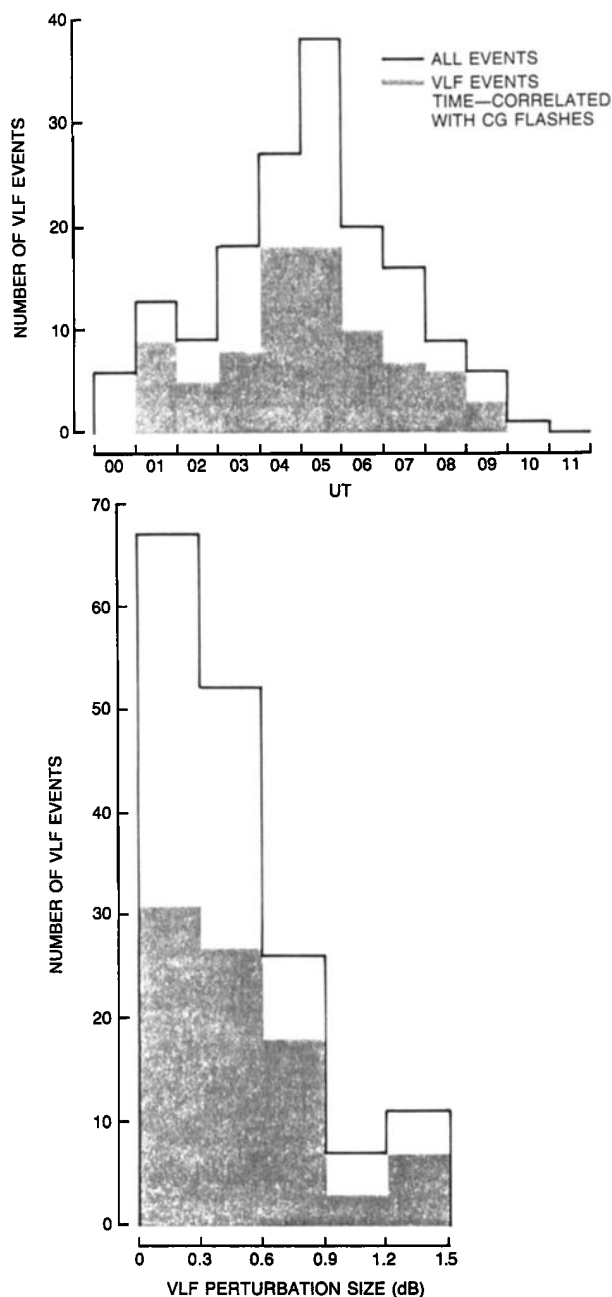 40
30
20
10
0
NUMBER OF VLF EVENTS
ALL EVENTS
VLF EVENTS
TIME—CORRELATED
WITH CG FLASHES
00 01 02 03 04 05 06 07 08 09 10 11
UT
70
60
50
40
30
20
10
0
NUMBER OF VLF EVENTS
0 0.3 0.6 0.9 1.2 1.5
VLF PERTURBATION SIZE (dB)